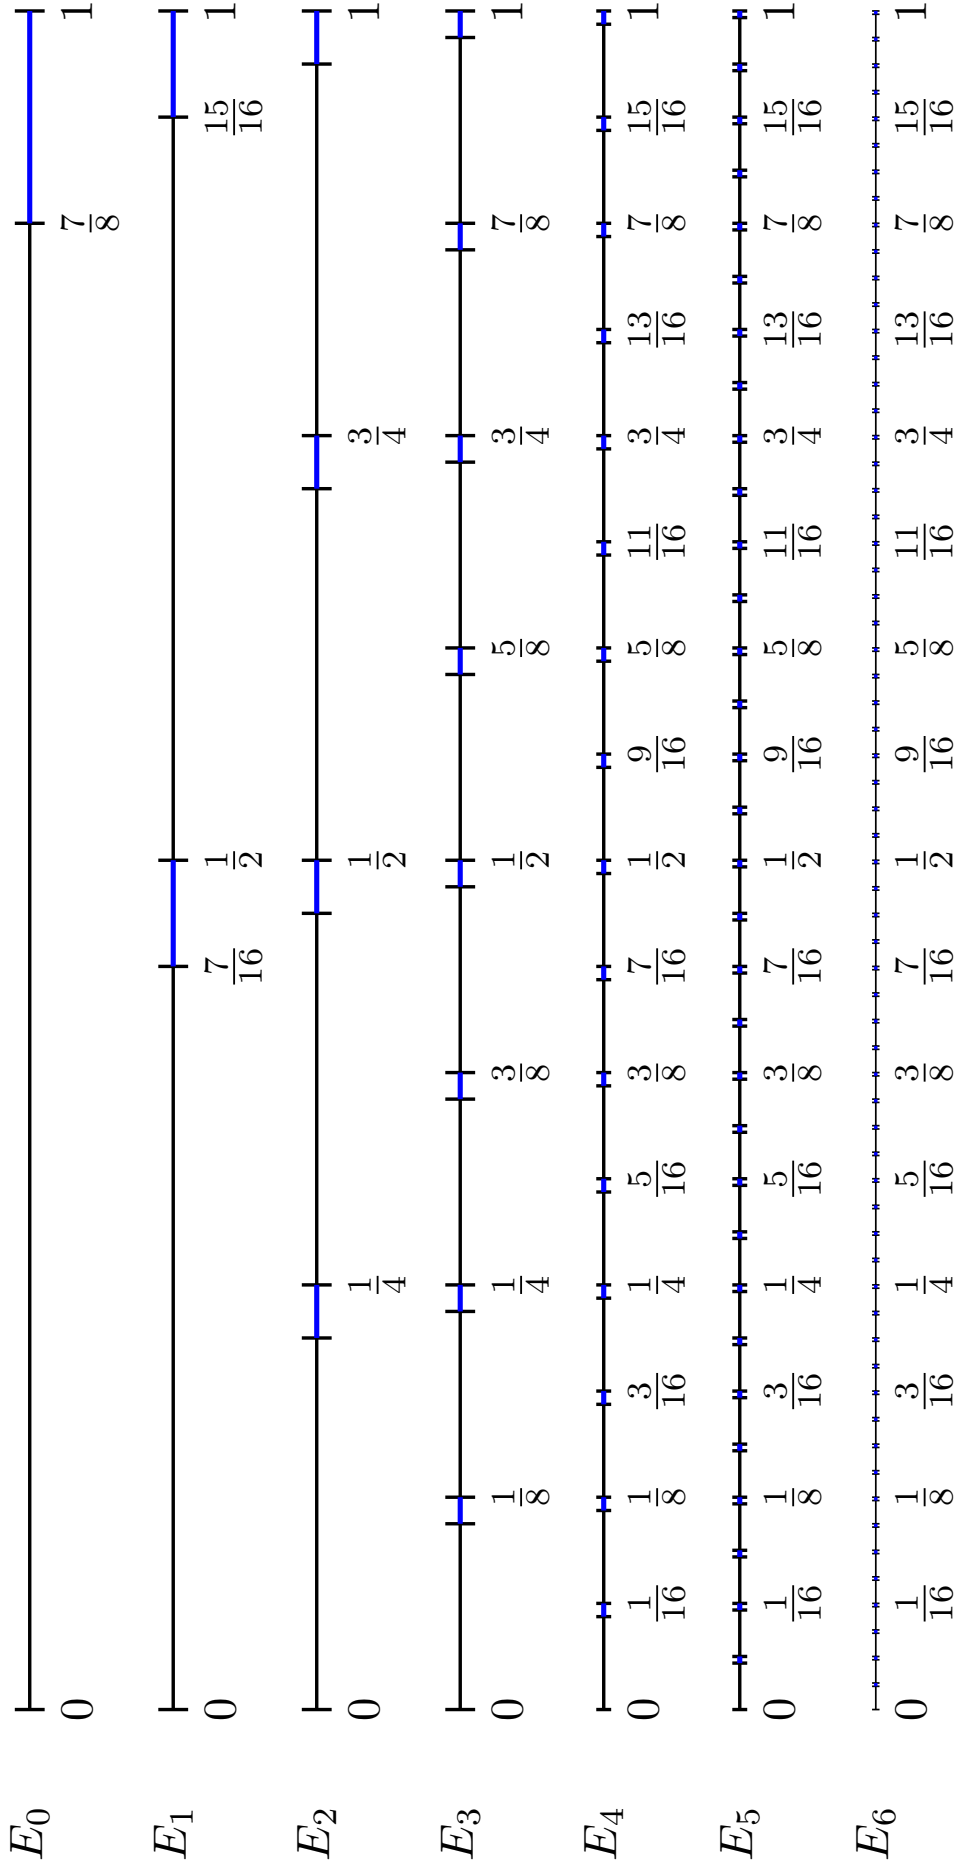 E₀ 0 7/8 1
E₁ 0 7/16 1/2 15/16 1
E₂ 0 1/4 1/2 3/4 1
E₃ 0 1/8 1/4 3/8 1/2 5/8 3/4 7/8 1
E₄ 0 1/16 1/8 3/16 1/4 5/16 3/8 7/16 1/2 9/16 5/8 11/16 3/4 13/16 7/8 15/16 1
E₅ 0 1/16 1/8 3/16 1/4 5/16 3/8 7/16 1/2 9/16 5/8 11/16 3/4 13/16 7/8 15/16 1
E₆ 0 1/16 1/8 3/16 1/4 5/16 3/8 7/16 1/2 9/16 5/8 11/16 3/4 13/16 7/8 15/16 1